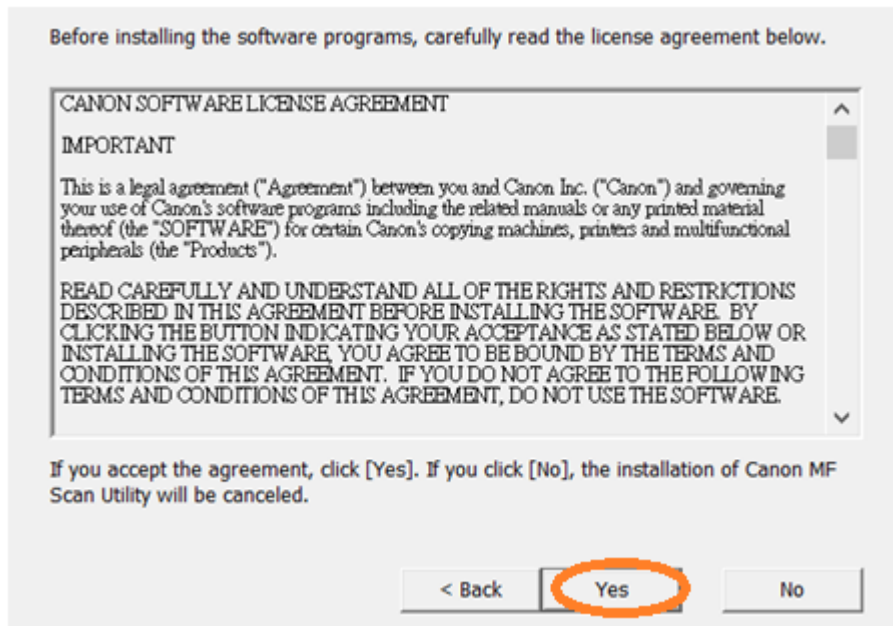 Before installing the software programs, carefully read the license agreement below.
CANON SOFTWARE LICENSE AGREEMENT
IMPORTANT
This is a legal agreement ("Agreement") between you and Canon Inc. ("Canon") and governing
your use of Canon's software programs including the related manuals or any printed material
thereof (the "SOFTWARE") for certain Canon's copying machines, printers and multifunctional
peripherals (the "Products").
READ CAREFULLY AND UNDERSTAND ALL OF THE RIGHTS AND RESTRICTIONS
DESCRIBED IN THIS AGREEMENT BEFORE INSTALLING THE SOFTWARE. BY
CLICKING THE BUTTON INDICATING YOUR ACCEPTANCE AS STATED BELOW OR
INSTALLING THE SOFTWARE, YOU AGREE TO BE BOUND BY THE TERMS AND
CONDITIONS OF THIS AGREEMENT. IF YOU DO NOT AGREE TO THE FOLLOWING
TERMS AND CONDITIONS OF THIS AGREEMENT, DO NOT USE THE SOFTWARE.
If you accept the agreement, click [Yes]. If you click [No], the installation of Canon MF
Scan Utility will be canceled.
< Back Yes No